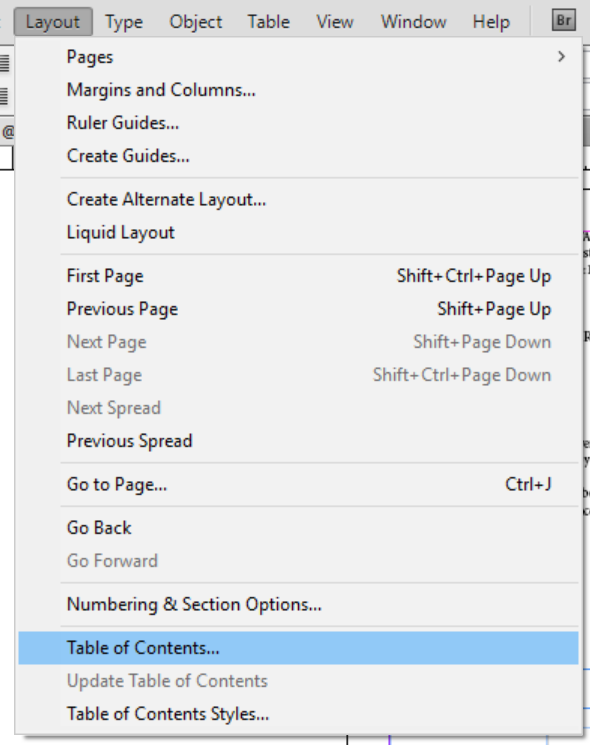 Layout Type Object Table View Window Help Br
Pages
Margins and Columns...
Ruler Guides...
Create Guides...
Create Alternate Layout...
Liquid Layout
First Page Shift+Ctrl+Page Up
Previous Page Shift+Page Up
Next Page Shift+Page Down
Last Page Shift+Ctrl+Page Down
Next Spread
Previous Spread
Go to Page... Ctrl+J
Go Back
Go Forward
Numbering & Section Options...
Table of Contents...
Update Table of Contents
Table of Contents Styles...